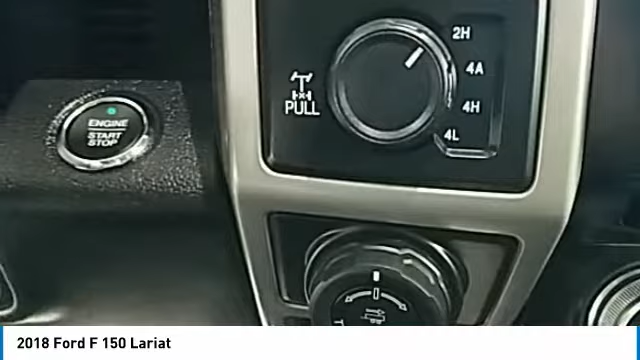 2H
4A
4H
4L
PULL
ENGINE
START
STOP
2018 Ford F 150 Lariat